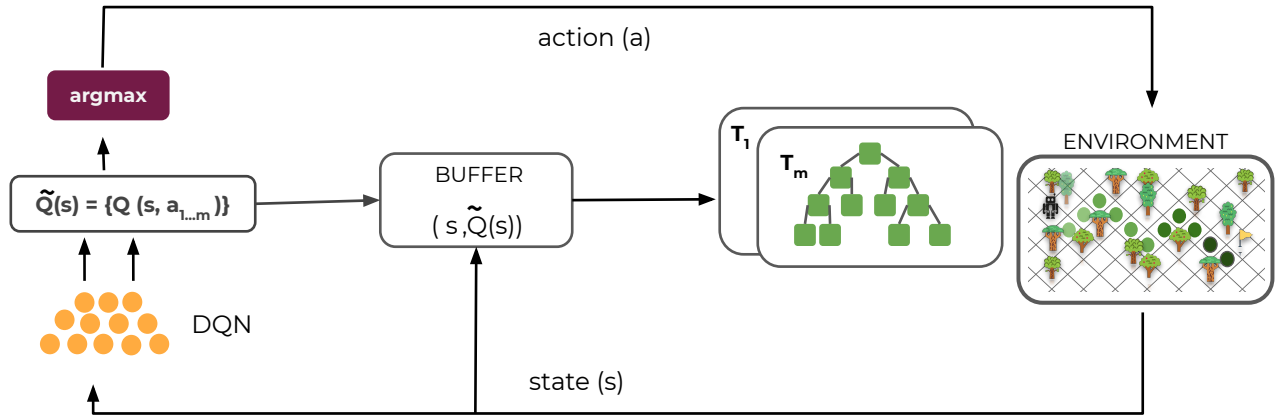 action (a)
argmax
ENVIRONMENT
T₁
Tₘ
BUFFER
( s ,Q̃(s))
Q̃(s) = {Q (s, a₁...ₘ )}
DQN
state (s)